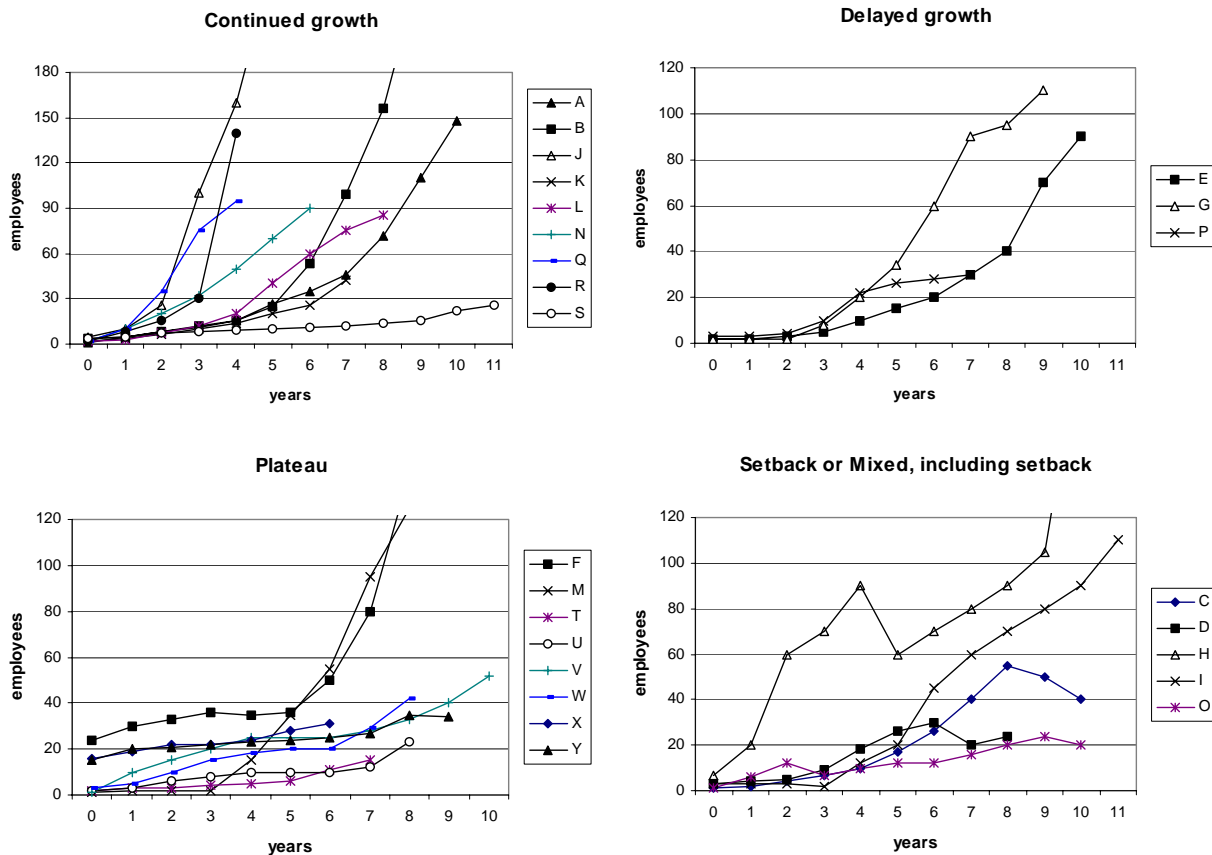 Continued growth
180
150
120
90
60
30
0
employees
0 1 2 3 4 5 6 7 8 9 10 11
years
A
B
J
K
L
N
Q
R
S
Delayed growth
120
100
80
60
40
20
0
employees
0 1 2 3 4 5 6 7 8 9 10 11
years
E
G
P
Plateau
120
100
80
60
40
20
0
employees
0 1 2 3 4 5 6 7 8 9 10
years
F
M
T
U
V
W
X
Y
Setback or Mixed, including setback
120
100
80
60
40
20
0
employees
0 1 2 3 4 5 6 7 8 9 10 11
years
C
D
H
I
O